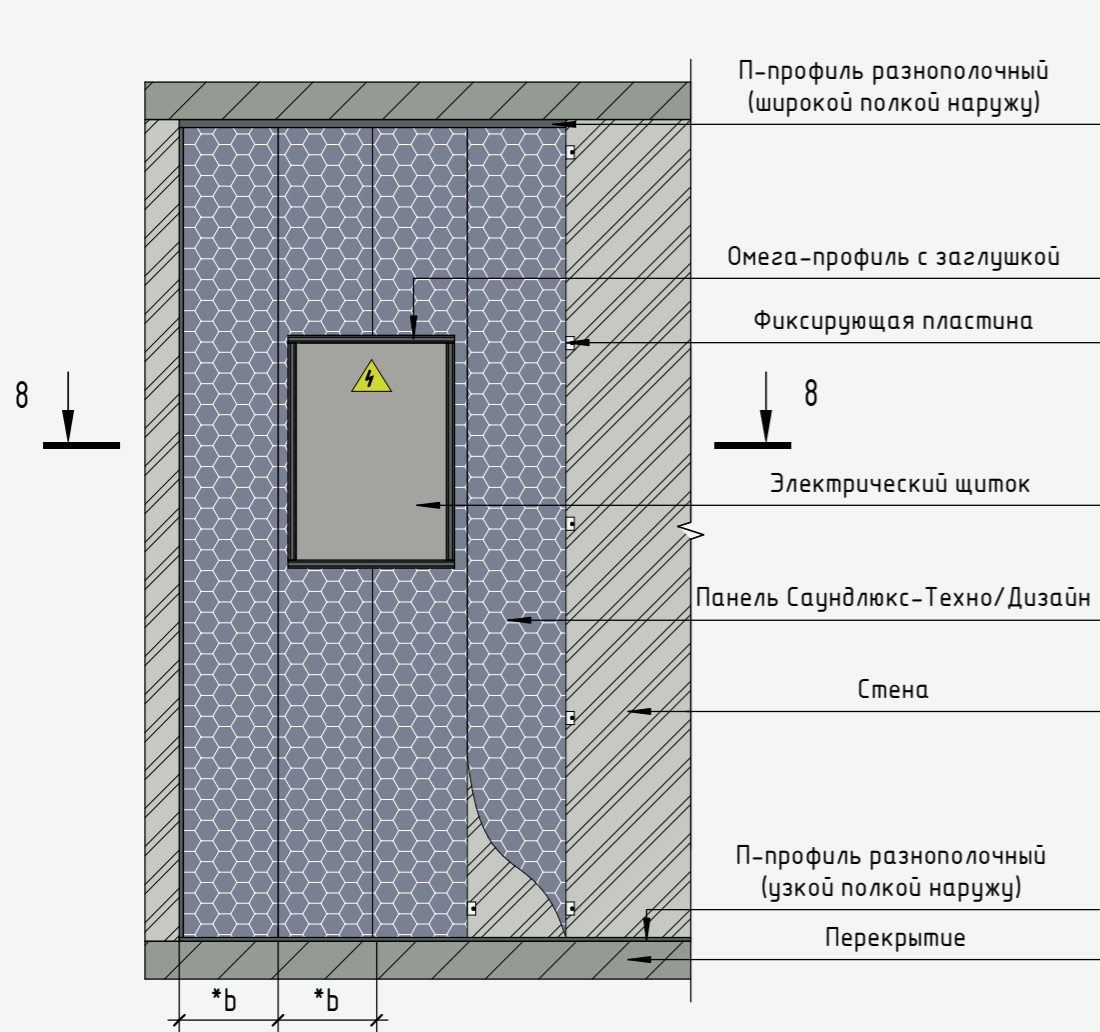 П-профиль разнополочный
(широкой полкой наружу)
Омега-профиль с заглушкой
Фиксирующая пластина
8
8
Электрический щиток
Панель Саундлюкс-Техно/Дизайн
Стена
П-профиль разнополочный
(узкой полкой наружу)
Перекрытие
*b
*b